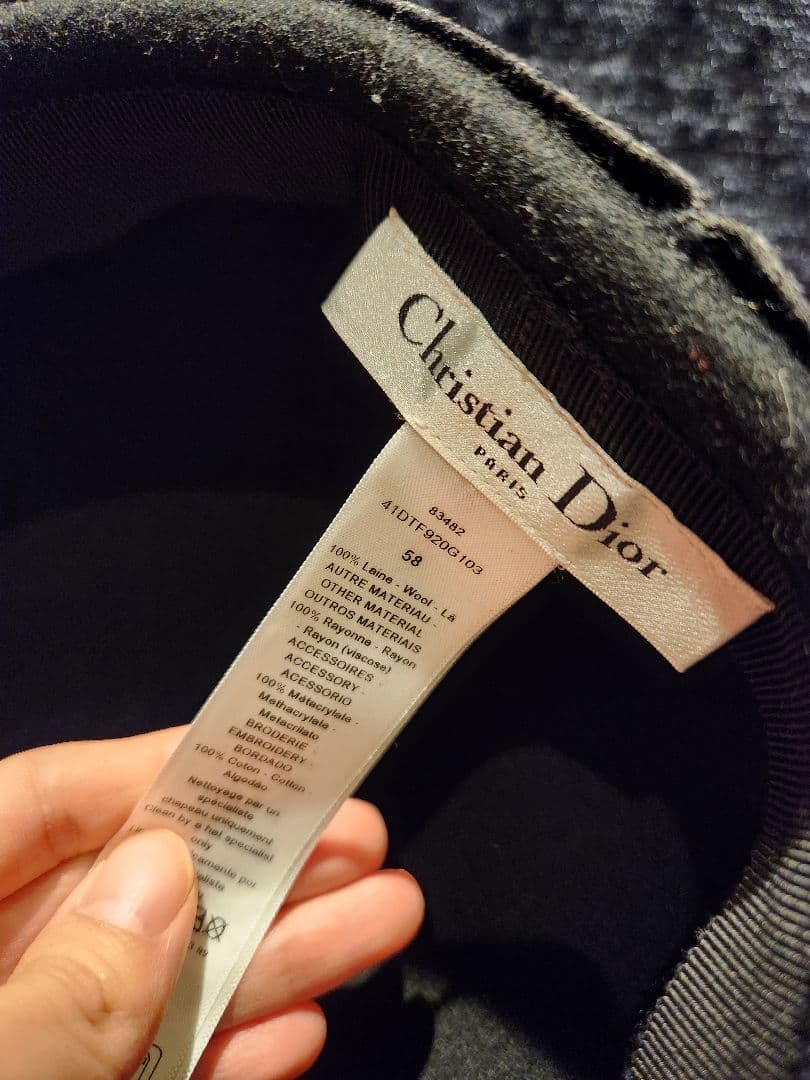 Christian Dior
PARIS
83482
41DTF920G103
58
100% Laine - Wool - Lã
AUTRE MATERIAU -
OTHER MATERIAL
OUTROS MATERIAIS
100% Rayonne - Rayon
- Rayon (viscose)
ACCESSOIRES -
ACCESSORY -
ACESSORIO
100% Métacrylate -
Methacrylate -
Metacrilato
BRODERIE -
EMBROIDERY -
BORDADO
100% Coton - Cotton -
Algodão
Nettoyage par un
spécialiste
chapeau uniquement
Clean by a hat specialist
only